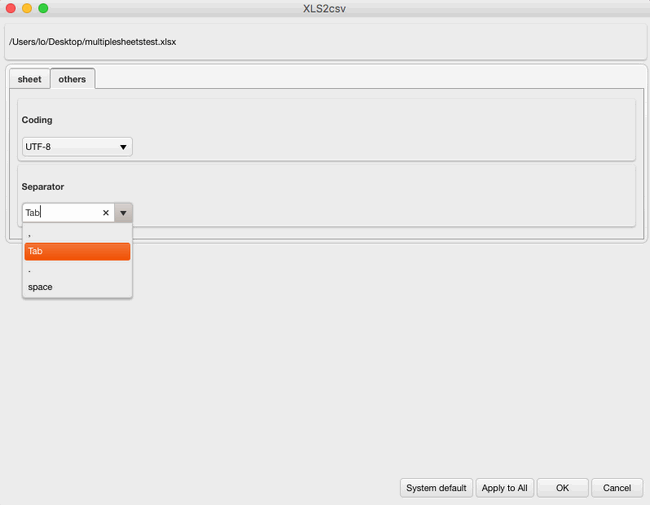 XLS2csv
/Users/lo/Desktop/multiplesheetstest.xlsx
sheet others
Coding
UTF-8
Separator
Tab
,
Tab
.
space
System default Apply to All OK Cancel